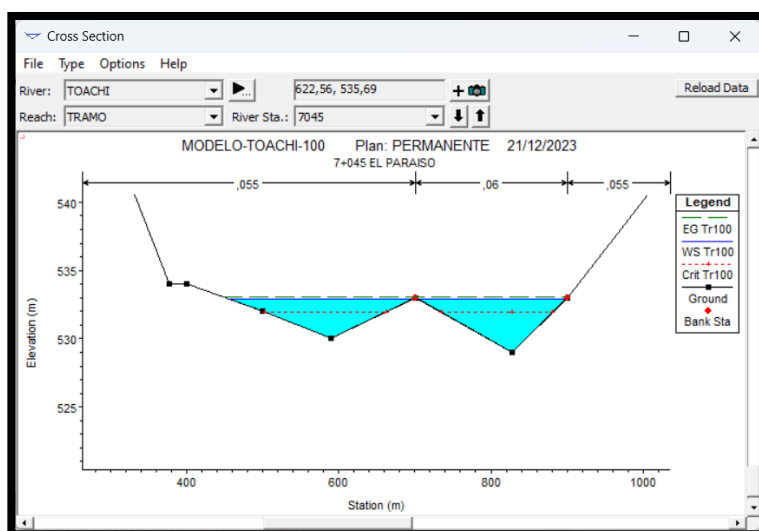 Cross Section
File Type Options Help
River: TOACHI ... 622,56, 535,69 + Reload Data
Reach: TRAMO River Sta.: 7045
MODELO-TOACHI-100 Plan: PERMANENTE 21/12/2023
7+045 EL PARAISO
,055 ,06 ,055
Legend
EG Tr100
WS Tr100
Crit Tr100
Ground
Bank Sta
Elevation (m)
540
535
530
525
400 600 800 1000
Station (m)